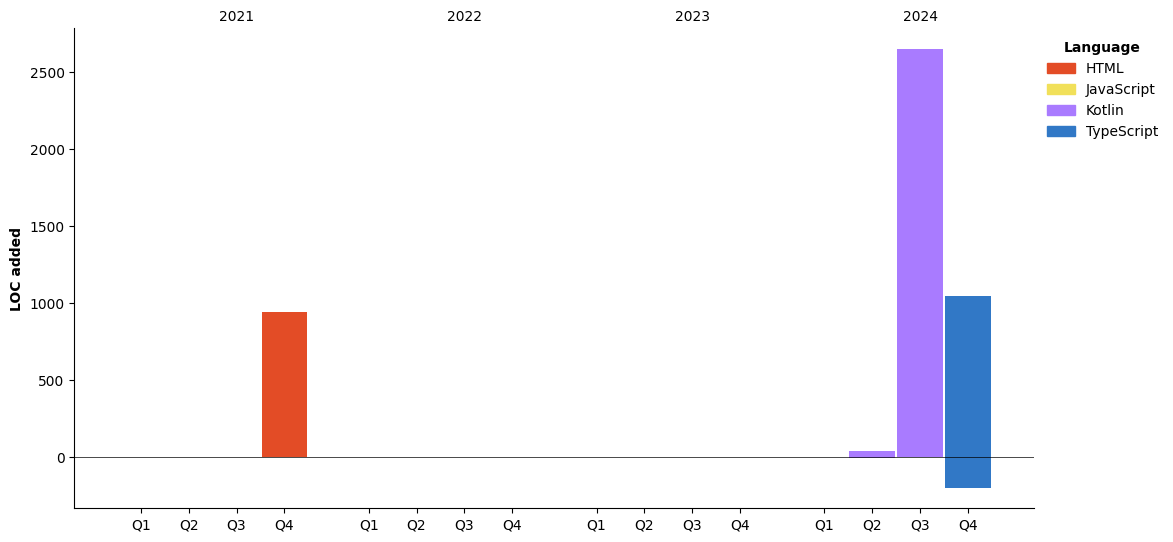 2021 2022 2023 2024
Language
HTML
JavaScript
Kotlin
TypeScript
LOC added
2500
2000
1500
1000
500
0
Q1 Q2 Q3 Q4 Q1 Q2 Q3 Q4 Q1 Q2 Q3 Q4 Q1 Q2 Q3 Q4